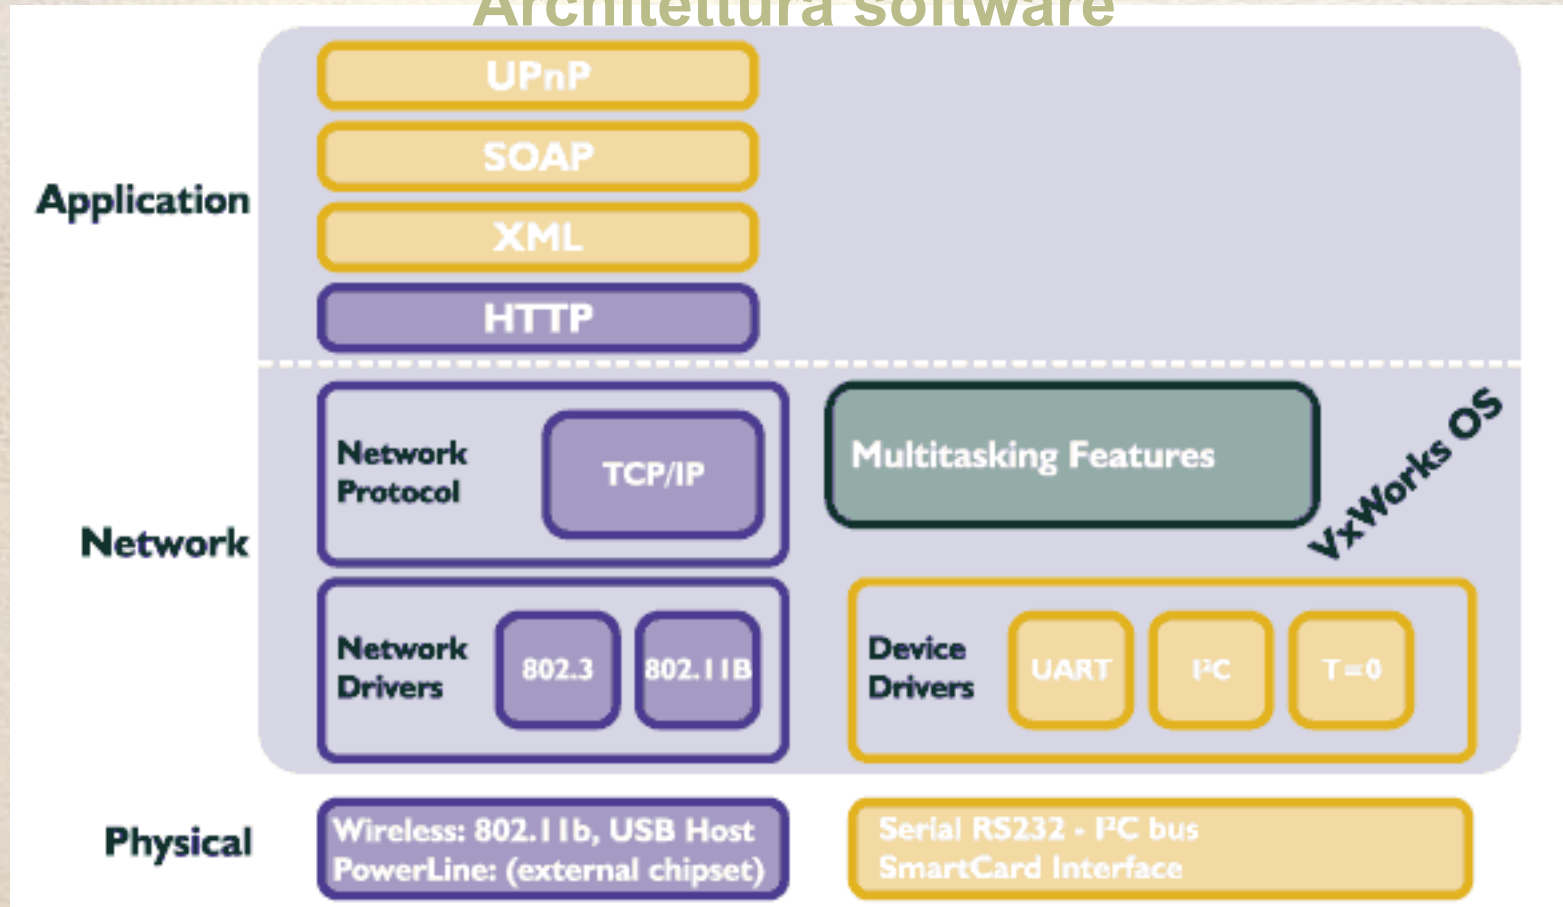 Architettura software
UPnP
SOAP
Application
XML
HTTP
Network
Protocol
TCP/IP
Multitasking Features
VxWorks OS
Network
Network
Drivers
802.3
802.11B
Device
Drivers
UART
I²C
T=0
Physical
Wireless: 802.11b, USB Host
PowerLine: (external chipset)
Serial RS232 - I²C bus
SmartCard Interface